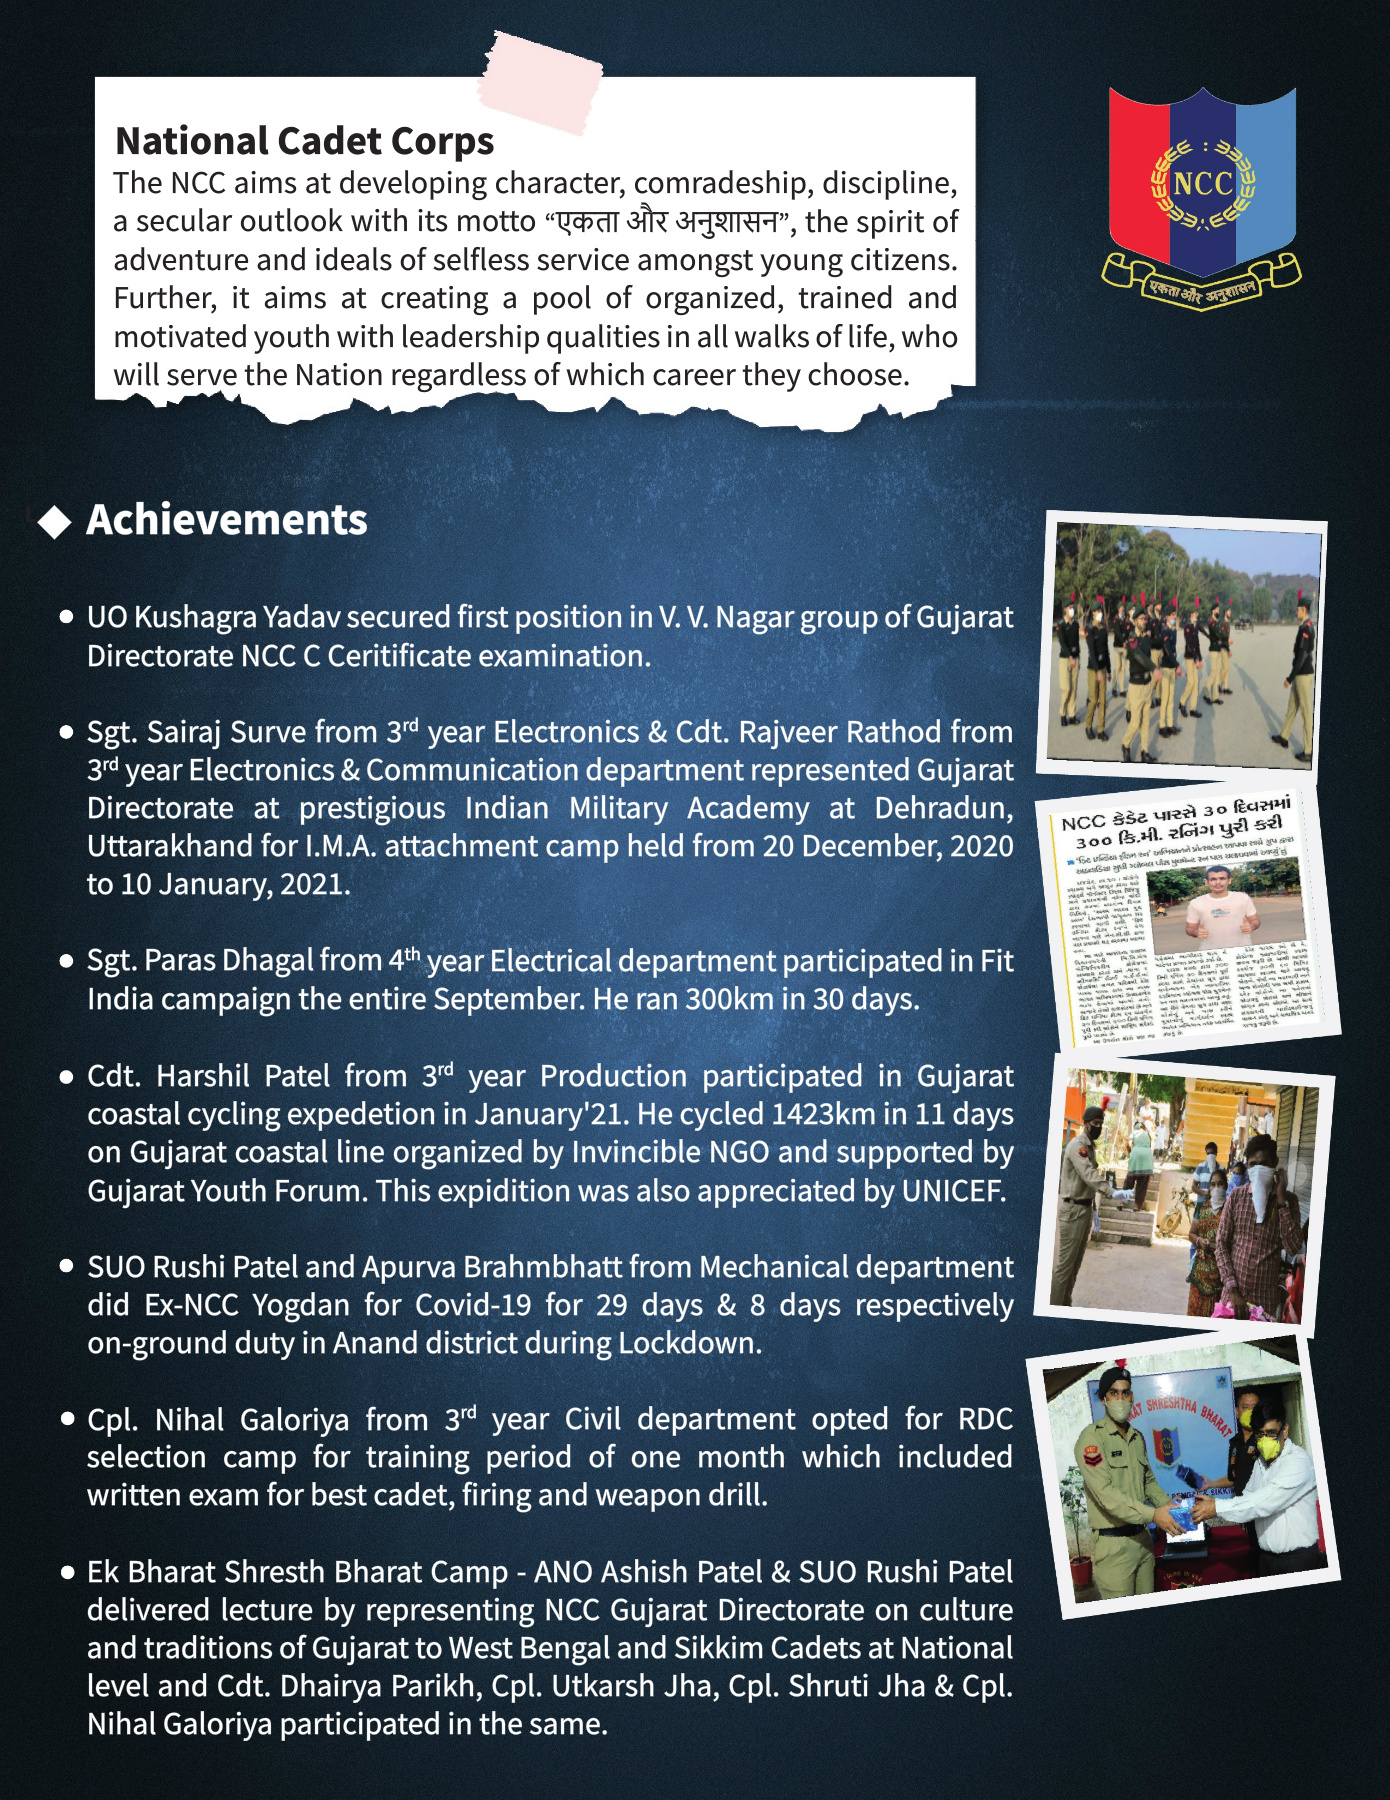 National Cadet Corps
The NCC aims at developing character, comradeship, discipline,
a secular outlook with its motto “एकता और अनुशासन”, the spirit of
adventure and ideals of selfless service amongst young citizens.
Further, it aims at creating a pool of organized, trained and
motivated youth with leadership qualities in all walks of life, who
will serve the Nation regardless of which career they choose.
NCC
एकता और अनुशासन
◆ Achievements
• UO Kushagra Yadav secured first position in V. V. Nagar group of Gujarat
Directorate NCC C Ceritificate examination.
• Sgt. Sairaj Surve from 3rd year Electronics & Cdt. Rajveer Rathod from
3rd year Electronics & Communication department represented Gujarat
Directorate at prestigious Indian Military Academy at Dehradun,
Uttarakhand for I.M.A. attachment camp held from 20 December, 2020
to 10 January, 2021.
• Sgt. Paras Dhagal from 4th year Electrical department participated in Fit
India campaign the entire September. He ran 300km in 30 days.
• Cdt. Harshil Patel from 3rd year Production participated in Gujarat
coastal cycling expedetion in January'21. He cycled 1423km in 11 days
on Gujarat coastal line organized by Invincible NGO and supported by
Gujarat Youth Forum. This expidition was also appreciated by UNICEF.
• SUO Rushi Patel and Apurva Brahmbhatt from Mechanical department
did Ex-NCC Yogdan for Covid-19 for 29 days & 8 days respectively
on-ground duty in Anand district during Lockdown.
• Cpl. Nihal Galoriya from 3rd year Civil department opted for RDC
selection camp for training period of one month which included
written exam for best cadet, firing and weapon drill.
• Ek Bharat Shresth Bharat Camp - ANO Ashish Patel & SUO Rushi Patel
delivered lecture by representing NCC Gujarat Directorate on culture
and traditions of Gujarat to West Bengal and Sikkim Cadets at National
level and Cdt. Dhairya Parikh, Cpl. Utkarsh Jha, Cpl. Shruti Jha & Cpl.
Nihal Galoriya participated in the same.
NCC કેડેટ પારસે ૩૦ દિવસમાં
૩૦૦ કિ.મી. રનિંગ પુરી કરી
SHRESHTHA BHARAT